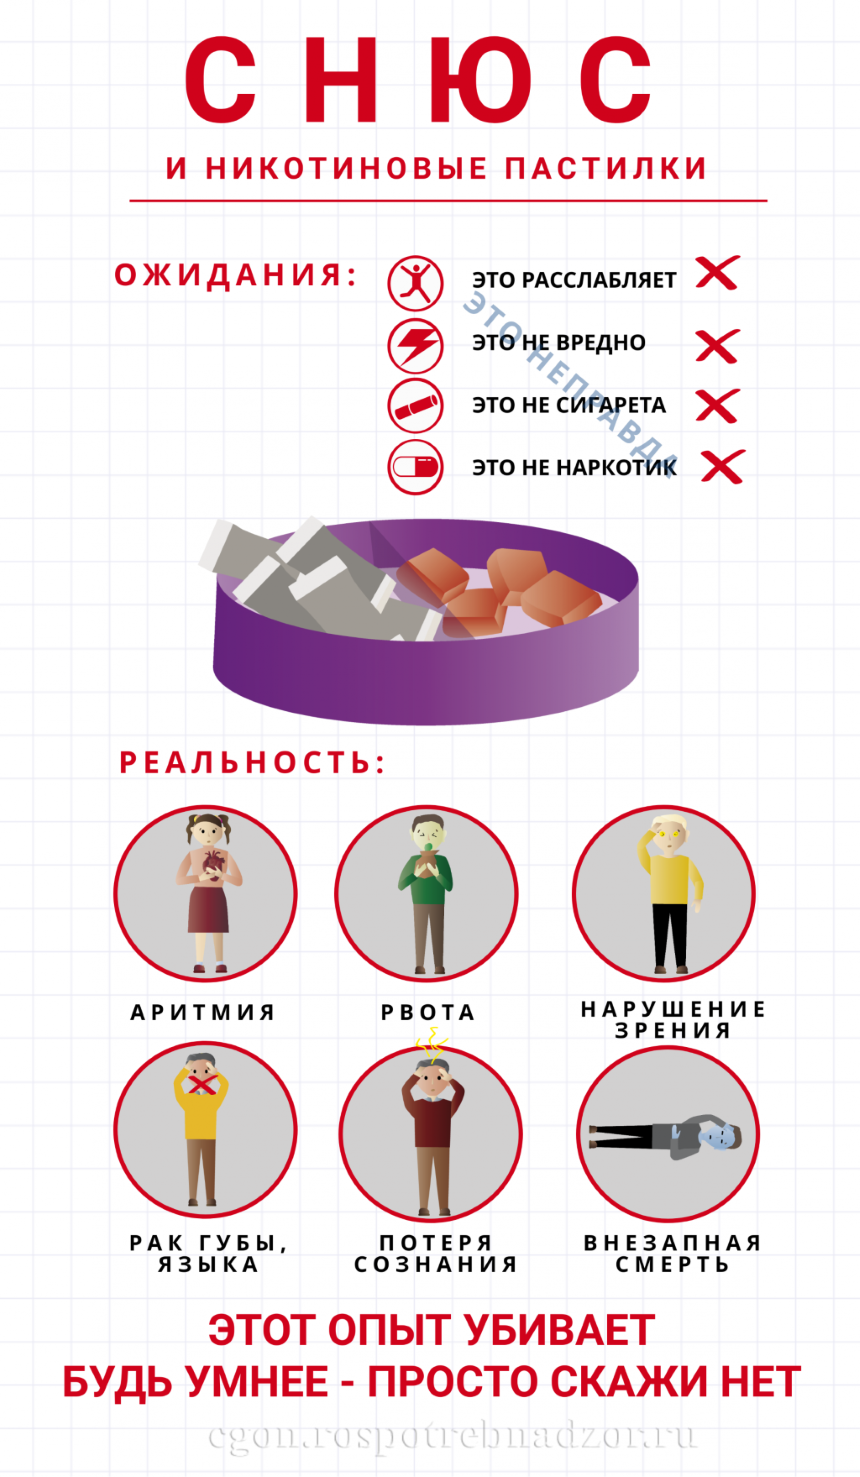 СНЮС
И НИКОТИНОВЫЕ ПАСТИЛКИ
ОЖИДАНИЯ:
ЭТО РАССЛАБЛЯЕТ
ЭТО НЕ ВРЕДНО
ЭТО НЕ СИГАРЕТА
ЭТО НЕ НАРКОТИК
ЭТО НЕПРАВДА
РЕАЛЬНОСТЬ:
АРИТМИЯ
РВОТА
НАРУШЕНИЕ
ЗРЕНИЯ
РАК ГУБЫ,
ЯЗЫКА
ПОТЕРЯ
СОЗНАНИЯ
ВНЕЗАПНАЯ
СМЕРТЬ
ЭТОТ ОПЫТ УБИВАЕТ
БУДЬ УМНЕЕ - ПРОСТО СКАЖИ НЕТ
cgon.rospotrebnadzor.ru